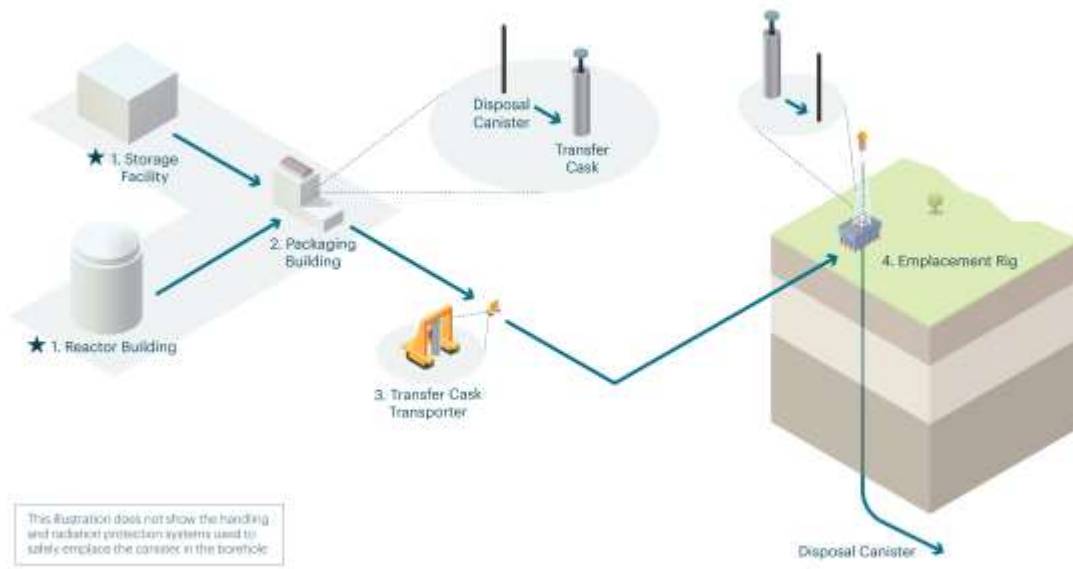 Disposal
Canister
Transfer
Cask
★ 1. Storage
Facility
2. Packaging
Building
4. Emplacement Rig
★ 1. Reactor Building
3. Transfer Cask
Transporter
This illustration does not show the handling
and radiation protection systems used to
safely emplace the canister in the borehole
Disposal Canister